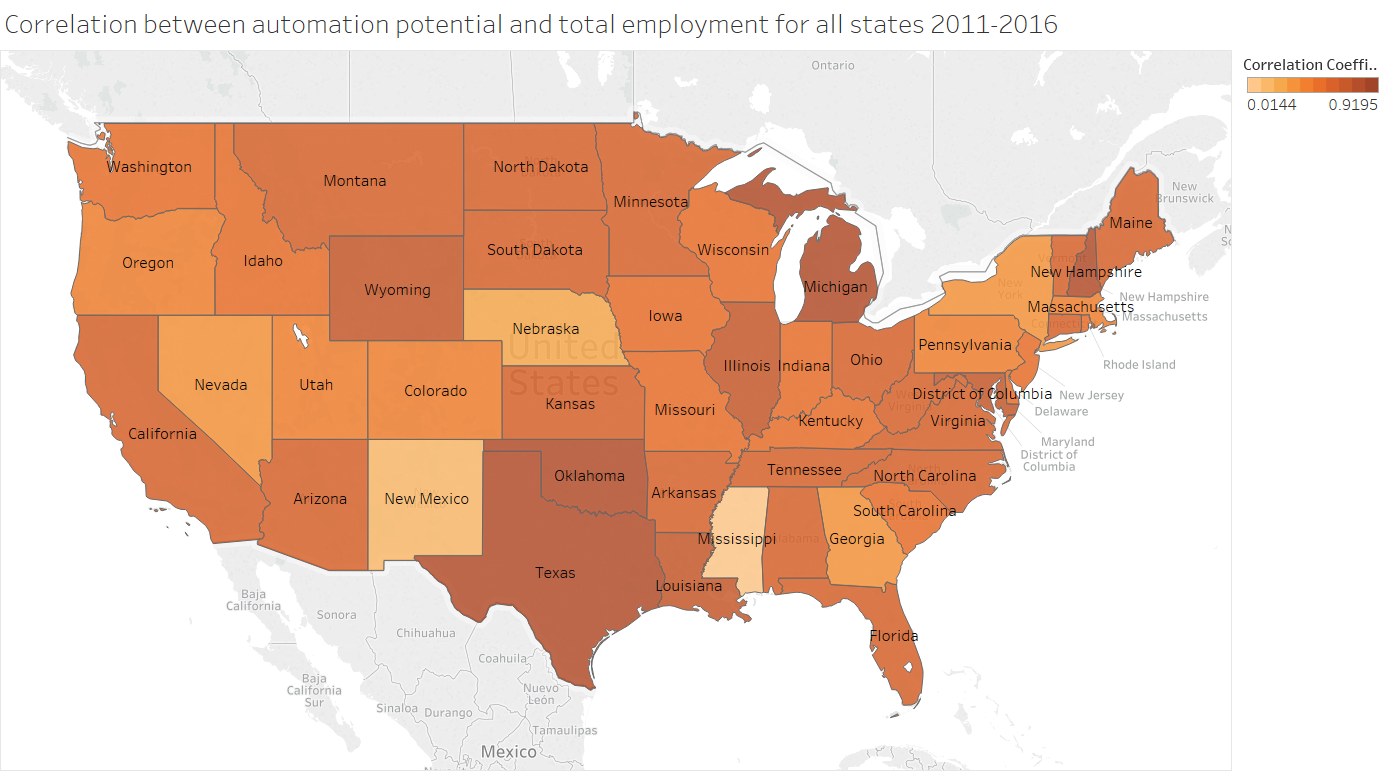 Correlation between automation potential and total employment for all states 2011-2016
Correlation Coeffi..
0.0144 0.9195
Ontario
Washington
Montana
North Dakota
Minnesota
Maine
New
Brunswick
Oregon
Idaho
South Dakota
Wisconsin
Vermont
New Hampshire
Wyoming
Michigan
New
York
New Hampshire
Massachusetts
Massachusetts
Iowa
Nebraska
United
States
Pennsylvania
Rhode Island
Nevada
Utah
Colorado
Kansas
Illinois
Indiana
Ohio
West
Virginia
District of Columbia
New Jersey
Delaware
Missouri
Kentucky
Virginia
California
Maryland
District of
Columbia
Arizona
New Mexico
Oklahoma
Arkansas
Tennessee
North Carolina
South Carolina
Mississippi
Georgia
Texas
Louisiana
Florida
Baja
California
Sonora
Chihuahua
Coahuila
Baja
California
Sur
Sinaloa
Durango
Nuevo
León
Tamaulipas
Mexico